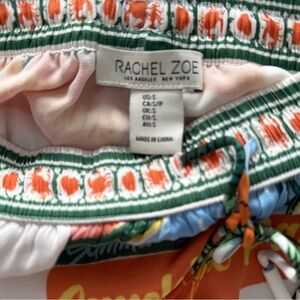 RACHEL ZOE
LOS ANGELES NEW YORK
US:S
CA:S/P
UK:S
EU:S
AU:S
MADE IN CHINA